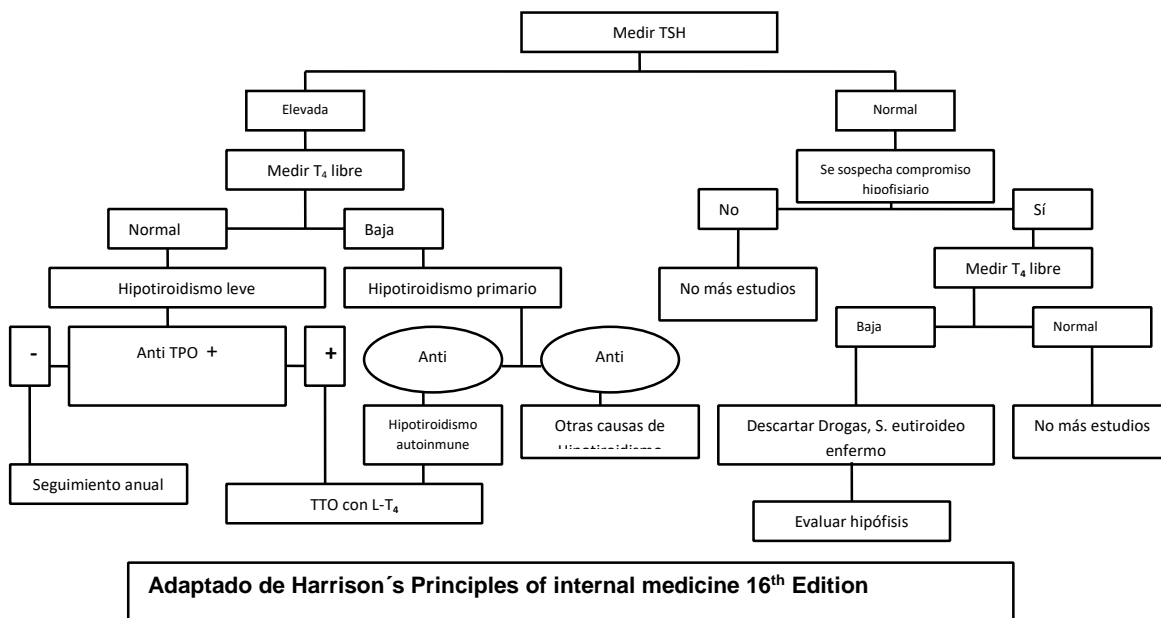 Medir TSH
Elevada
Normal
Medir T₄ libre
Se sospecha compromiso
hipofisiario
No
Sí
Normal
Baja
Medir T₄ libre
Hipotiroidismo leve
Hipotiroidismo primario
No más estudios
Baja
Normal
-
Anti TPO +
+
Anti
Anti
Hipotiroidismo
autoinmune
Otras causas de
Hipotiroidismo
Descartar Drogas, S. eutiroideo
enfermo
No más estudios
Seguimiento anual
TTO con L-T₄
Evaluar hipófisis
Adaptado de Harrison´s Principles of internal medicine 16th Edition